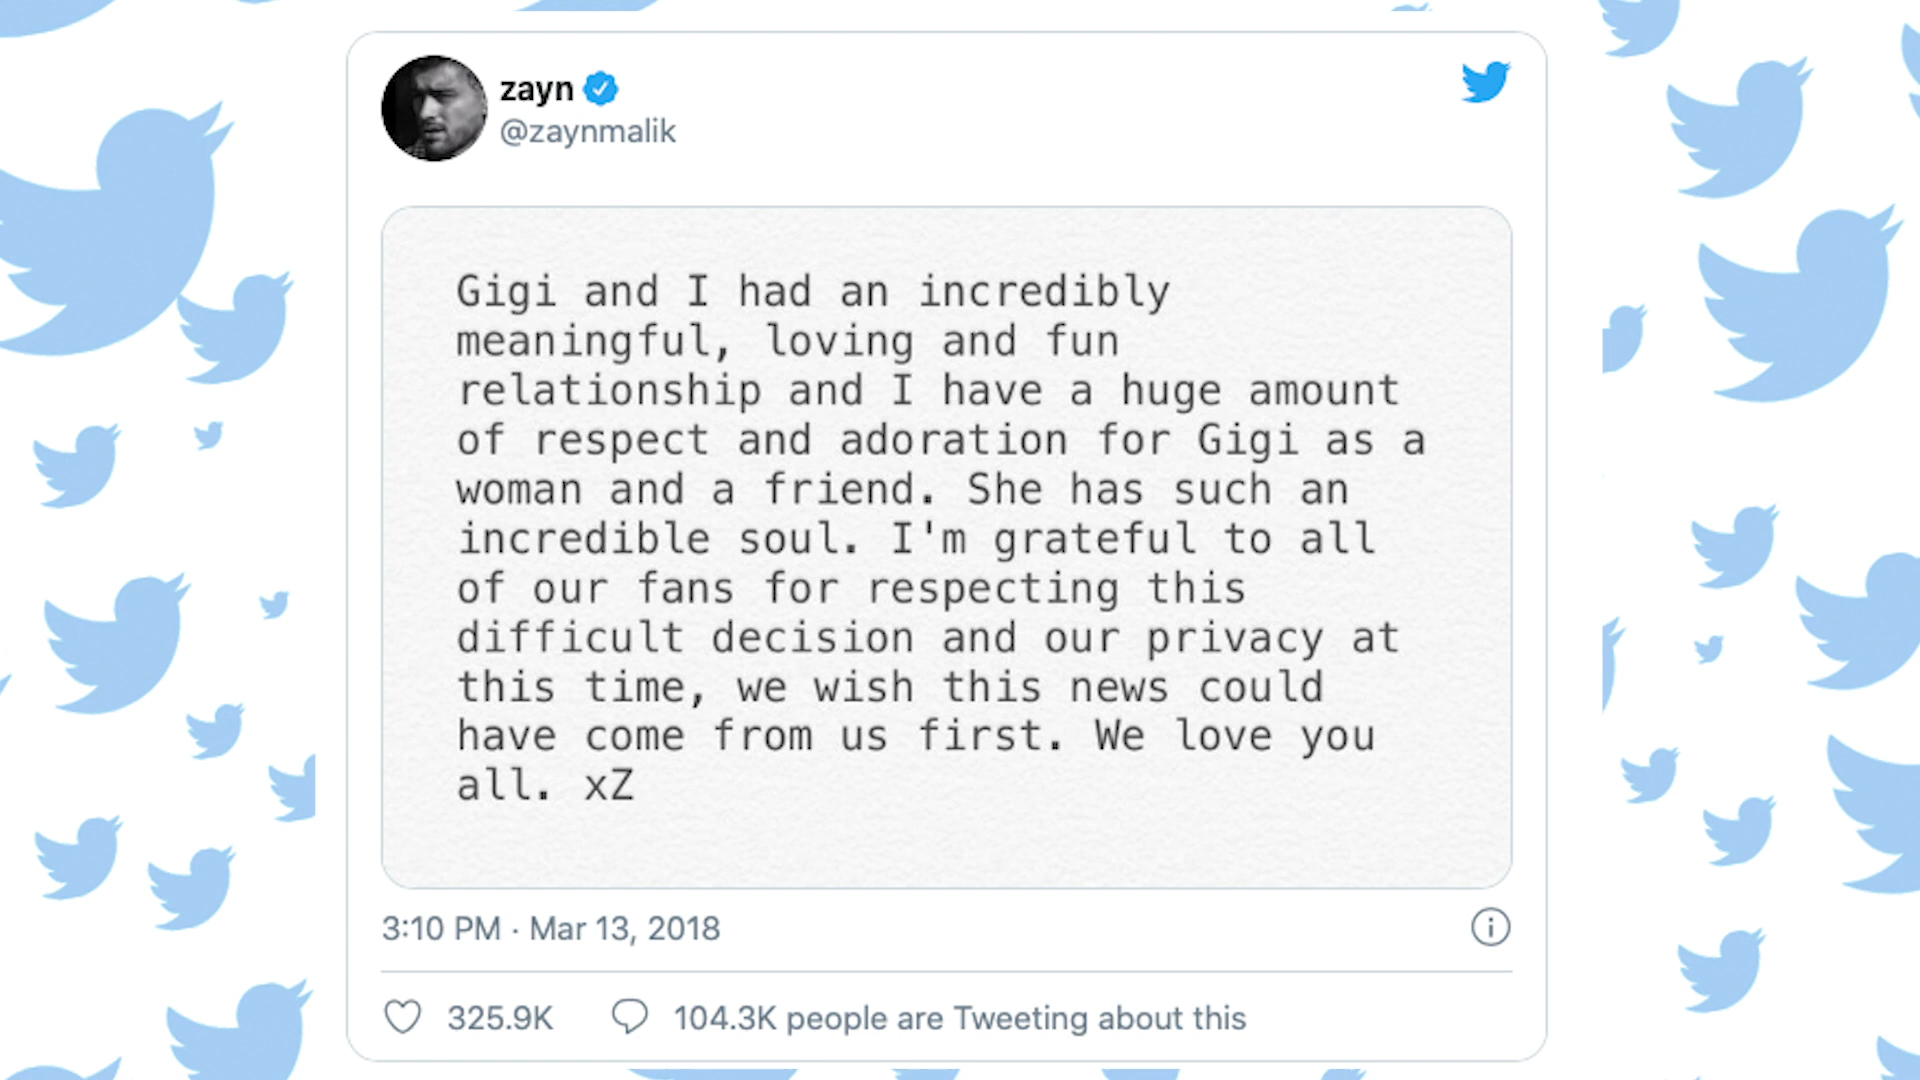 zayn
@zaynmalik
Gigi and I had an incredibly
meaningful, loving and fun
relationship and I have a huge amount
of respect and adoration for Gigi as a
woman and a friend. She has such an
incredible soul. I'm grateful to all
of our fans for respecting this
difficult decision and our privacy at
this time, we wish this news could
have come from us first. We love you
all. xZ
3:10 PM · Mar 13, 2018
325.9K 104.3K people are Tweeting about this